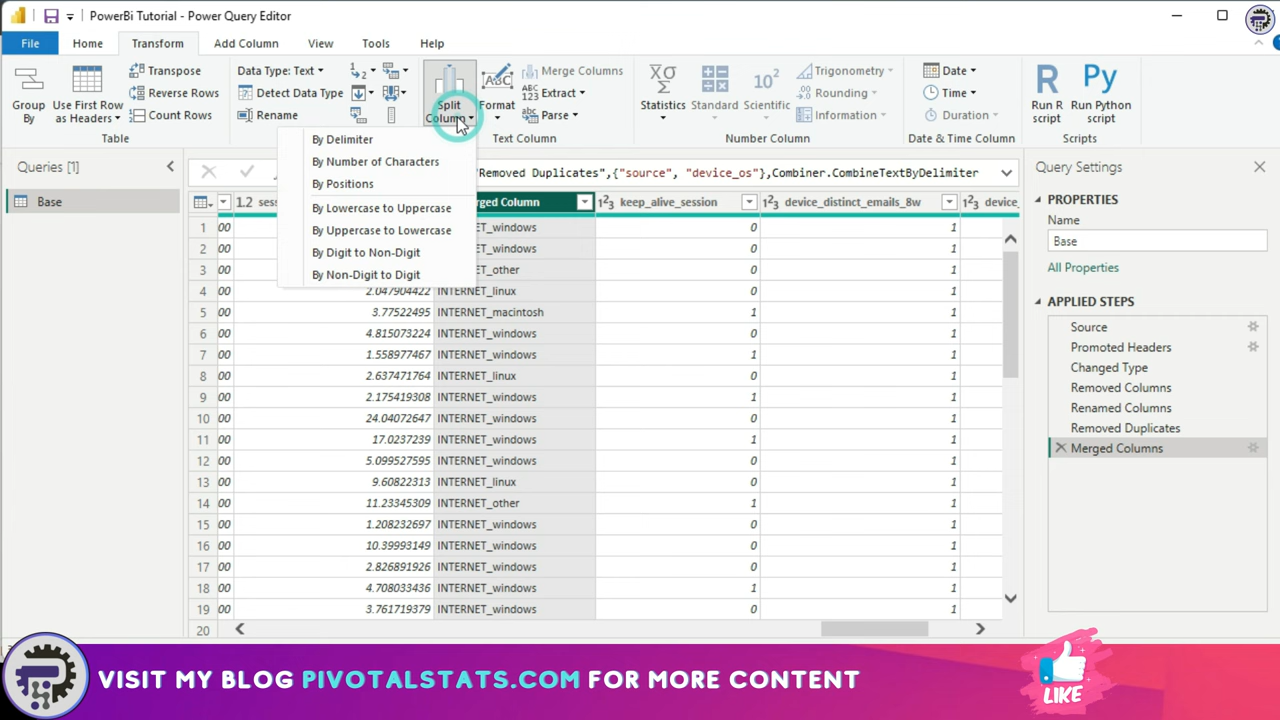 PowerBi Tutorial - Power Query Editor
File
Home
Transform
Add Column
View
Tools
Help
Group
By
Use First Row
as Headers
Transpose
Reverse Rows
Count Rows
Table
Data Type: Text
Detect Data Type
Rename
Split
Column
Format
Merge Columns
Extract
Parse
Text Column
Statistics
Standard
Scientific
Trigonometry
Rounding
Information
Number Column
Date
Time
Duration
Date & Time Column
Run R
script
Run Python
script
Scripts
By Delimiter
By Number of Characters
By Positions
By Lowercase to Uppercase
By Uppercase to Lowercase
By Digit to Non-Digit
By Non-Digit to Digit
Queries [1]
Base
"Removed Duplicates",{"source", "device_os"},Combiner.CombineTextByDelimiter
1.2 sess
rged Column
1²3 keep_alive_session
1²3 device_distinct_emails_8w
1²3 device_
1 00 ET_windows 0 1
2 00 ET_windows 0 1
3 00 ET_other 0 1
4 00 2.047904422 INTERNET_linux 0 1
5 00 3.77522495 INTERNET_macintosh 1 1
6 00 4.815073224 INTERNET_windows 0 1
7 00 1.558977467 INTERNET_windows 1 1
8 00 2.637471764 INTERNET_linux 0 1
9 00 2.175419308 INTERNET_windows 1 1
10 00 24.04072647 INTERNET_windows 0 1
11 00 17.0237239 INTERNET_windows 1 1
12 00 5.099527595 INTERNET_windows 0 1
13 00 9.60822313 INTERNET_linux 0 1
14 00 11.23345309 INTERNET_other 1 1
15 00 1.208232697 INTERNET_windows 0 1
16 00 10.39993149 INTERNET_windows 0 1
17 00 2.826891206 INTERNET_windows 0 1
18 00 4.708033436 INTERNET_windows 1 1
19 00 3.761719379 INTERNET_windows 0 1
20
Query Settings
PROPERTIES
Name
Base
All Properties
APPLIED STEPS
Source
Promoted Headers
Changed Type
Removed Columns
Renamed Columns
Removed Duplicates
Merged Columns
VISIT MY BLOG PIVOTALSTATS.COM FOR MORE CONTENT
LIKE